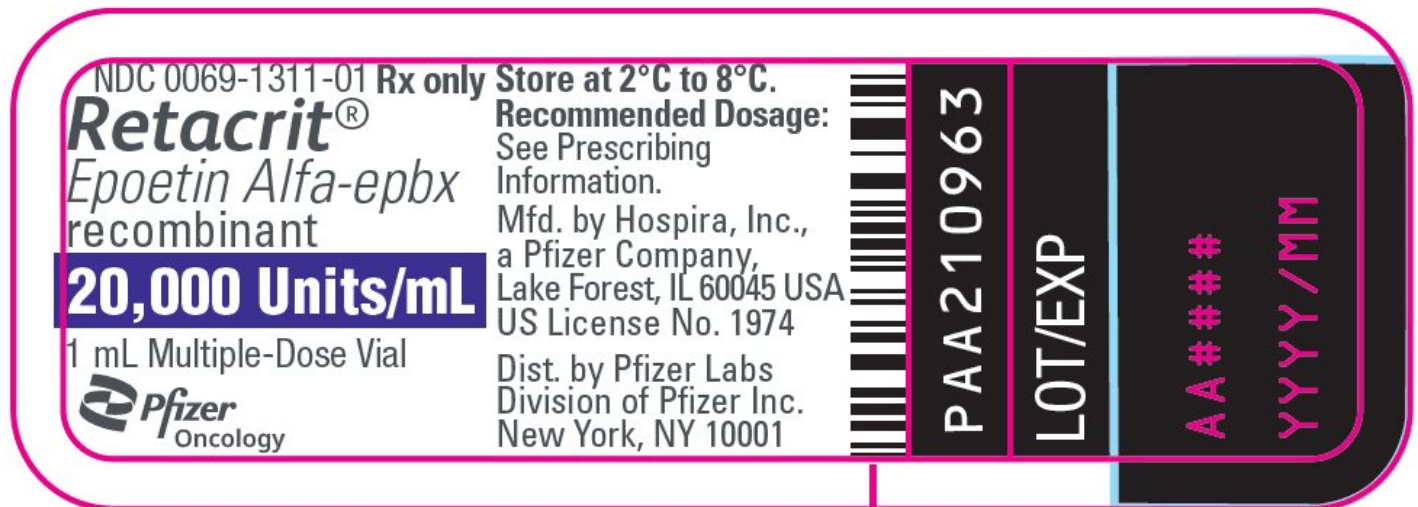 NDC 0069-1311-01 Rx only
Retacrit®
Epoetin Alfa-epbx
recombinant
20,000 Units/mL
1 mL Multiple-Dose Vial
Pfizer
Oncology
Store at 2°C to 8°C.
Recommended Dosage:
See Prescribing
Information.
Mfd. by Hospira, Inc.,
a Pfizer Company,
Lake Forest, IL 60045 USA
US License No. 1974
Dist. by Pfizer Labs
Division of Pfizer Inc.
New York, NY 10001
PAA210963
LOT/EXP
AA####
YYYY/MM